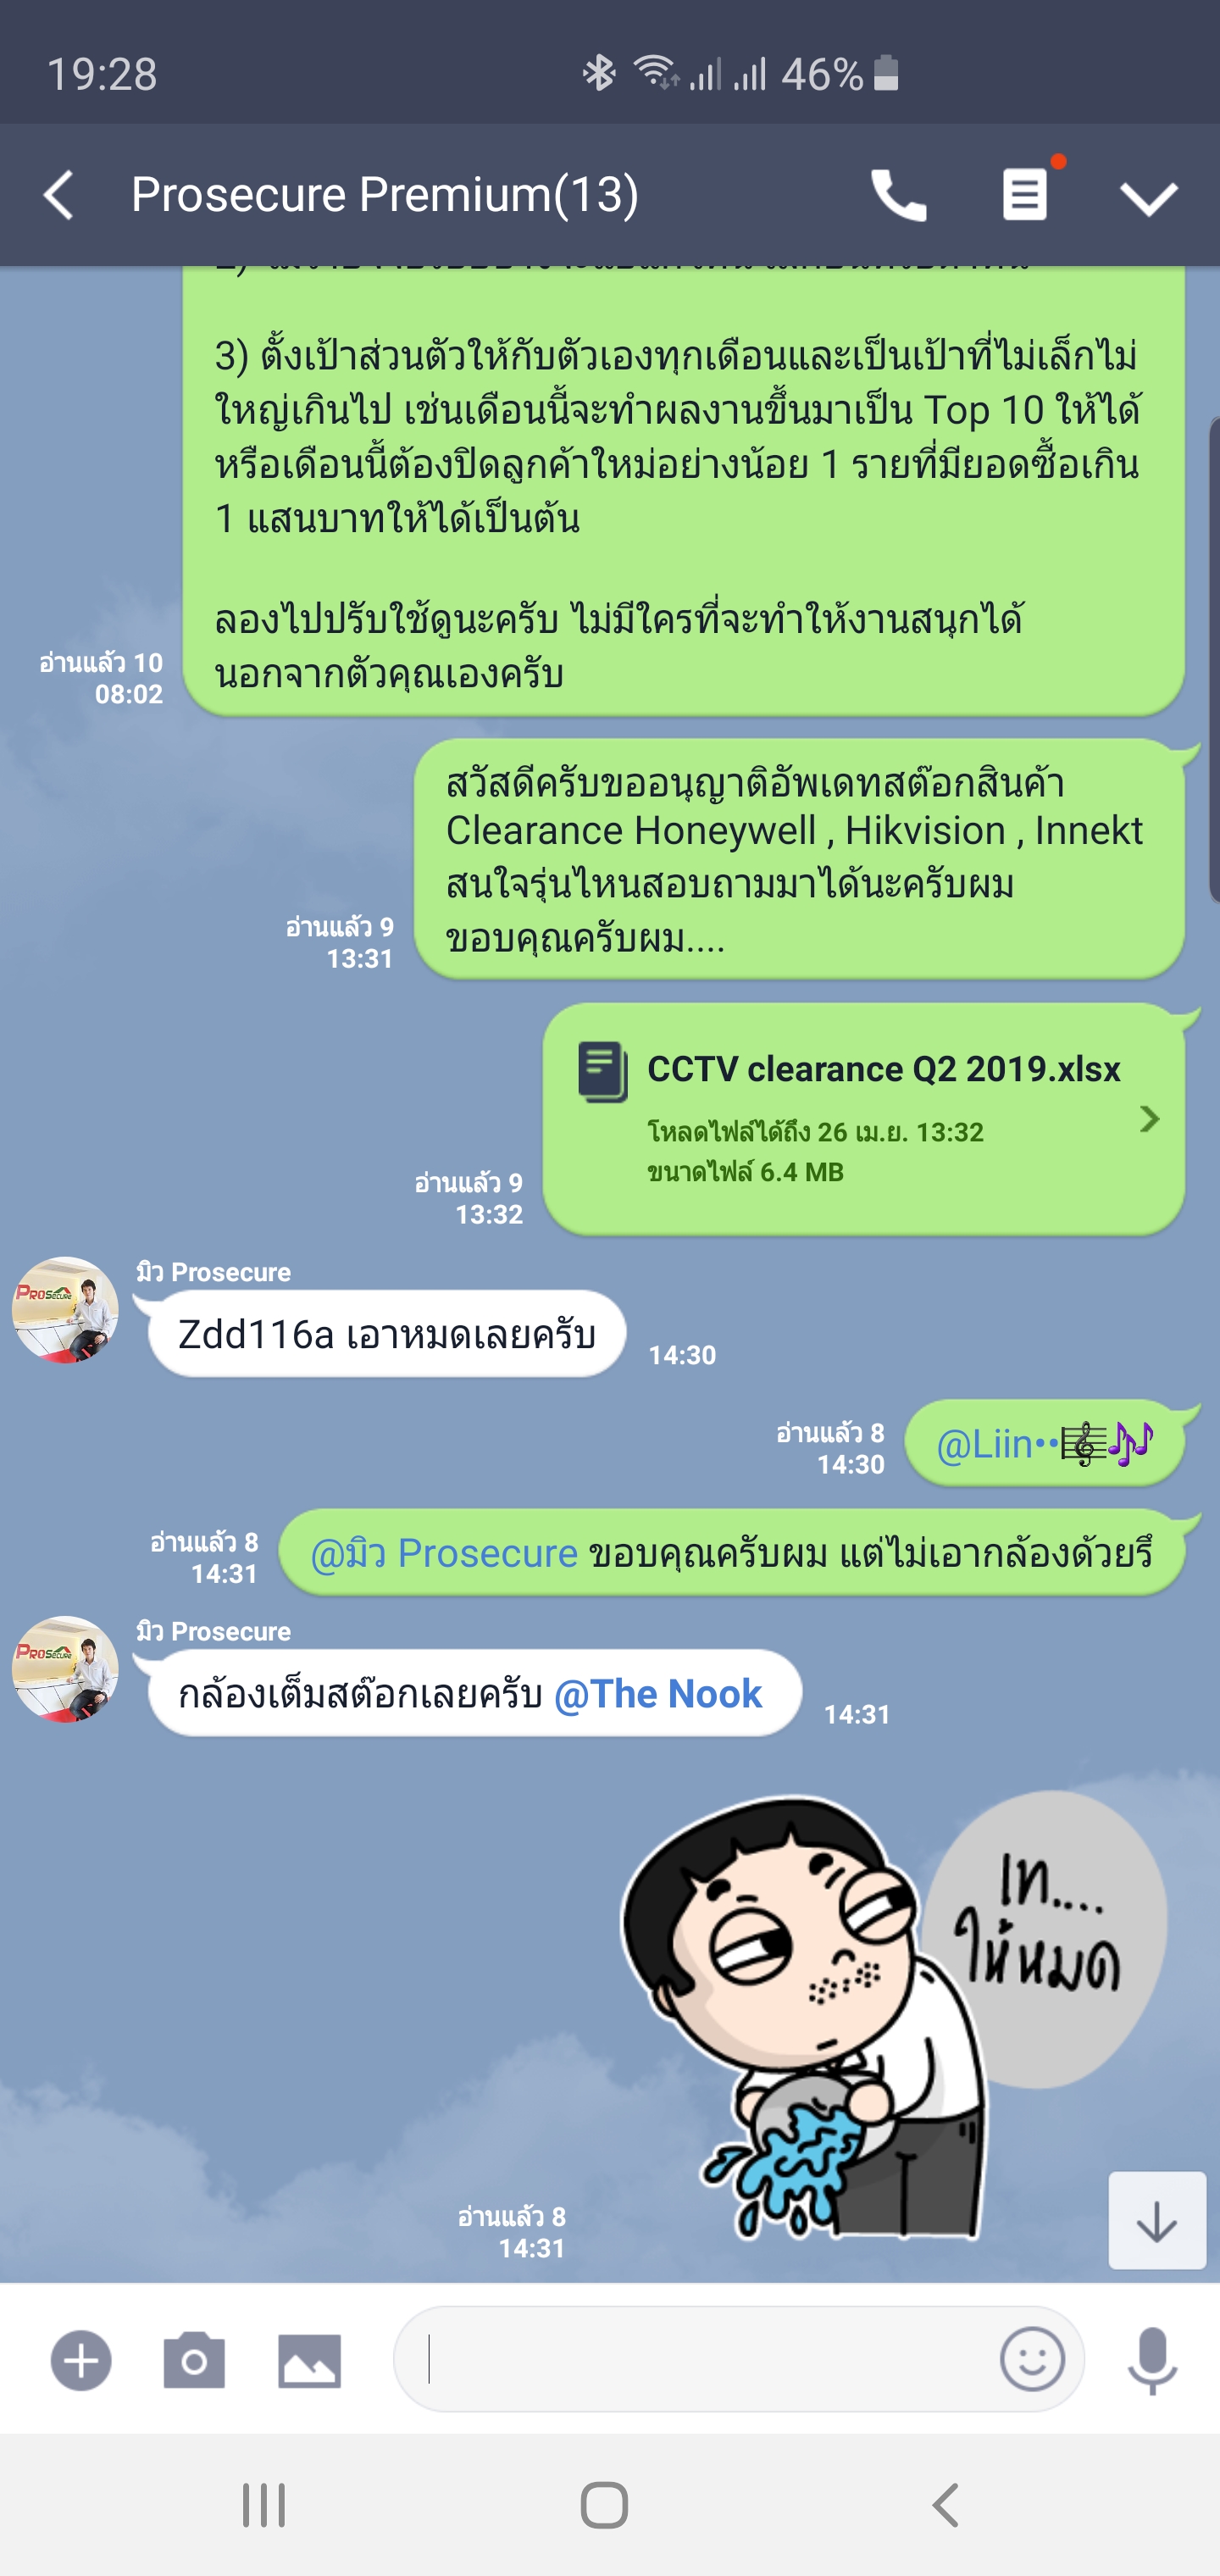 19:28
46%
Prosecure Premium(13)
3) ตั้งเป้าส่วนตัวให้กับตัวเองทุกเดือนและเป็นเป้าที่ไม่เล็กไม่
ใหญ่เกินไป เช่นเดือนนี้จะทำผลงานขึ้นมาเป็น Top 10 ให้ได้
หรือเดือนนี้ต้องปิดลูกค้าใหม่อย่างน้อย 1 รายที่มียอดซื้อเกิน
1 แสนบาทให้ได้เป็นต้น
ลองไปปรับใช้ดูนะครับ ไม่มีใครที่จะทำให้งานสนุกได้
นอกจากตัวคุณเองครับ
อ่านแล้ว 10
08:02
สวัสดีครับขออนุญาติอัพเดทสต๊อกสินค้า
Clearance Honeywell , Hikvision , Innekt
สนใจรุ่นไหนสอบถามมาได้นะครับผม
ขอบคุณครับผม....
อ่านแล้ว 9
13:31
CCTV clearance Q2 2019.xlsx
โหลดไฟล์ได้ถึง 26 เม.ย. 13:32
ขนาดไฟล์ 6.4 MB
อ่านแล้ว 9
13:32
มิว Prosecure
PROSECURE
Zdd116a เอาหมดเลยครับ
14:30
@Liin••🎼🎶
อ่านแล้ว 8
14:30
@มิว Prosecure ขอบคุณครับผม แต่ไม่เอากล้องด้วยรึ
อ่านแล้ว 8
14:31
มิว Prosecure
PROSECURE
กล้องเต็มสต๊อกเลยครับ @The Nook
14:31
เท....
ให้หมด
อ่านแล้ว 8
14:31